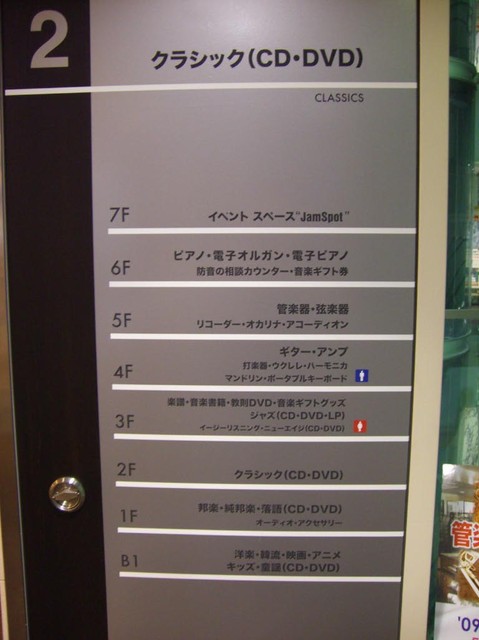 2
クラシック(CD・DVD)
CLASSICS
7F
イベント スペース"JamSpot"
6F
ピアノ・電子オルガン・電子ピアノ
防音の相談カウンター・音楽ギフト券
5F
管楽器・弦楽器
リコーダー・オカリナ・アコーディオン
4F
ギター・アンプ
打楽器・ウクレレ・ハーモニカ
マンドリン・ポータブルキーボード
3F
楽譜・音楽書籍・教則DVD・音楽ギフトグッズ
ジャズ(CD・DVD・LP)
イージーリスニング・ニューエイジ(CD・DVD)
2F
クラシック(CD・DVD)
1F
邦楽・純邦楽・落語(CD・DVD)
オーディオ・アクセサリー
B1
洋楽・韓流・映画・アニメ
キッズ・童謡(CD・DVD)
管
'09